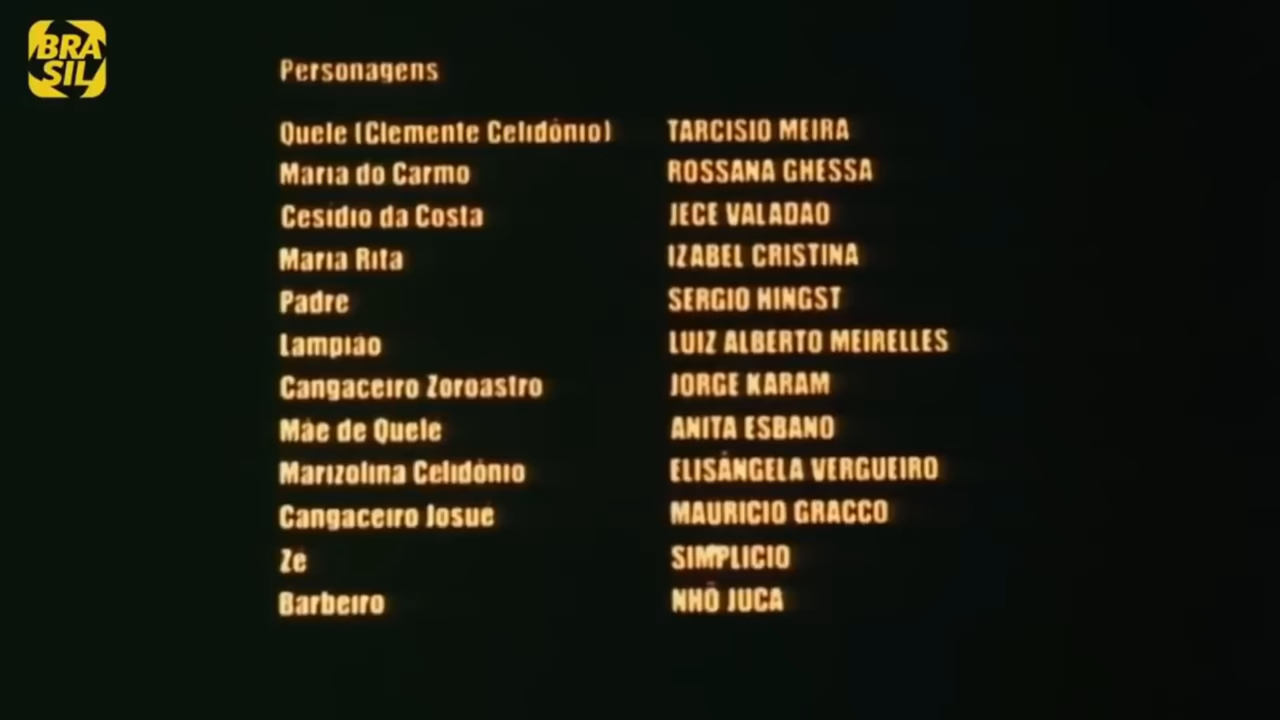 BRA
SIL
Personagens
Quele (Clemente Celidônio) TARCISIO MEIRA
Maria do Carmo ROSSANA GHESSA
Cesídio da Costa JECE VALADAO
Maria Rita IZABEL CRISTINA
Padre SERGIO HINGST
Lampião LUIZ ALBERTO MEIRELLES
Cangaceiro Zoroastro JORGE KARAM
Mãe de Quele ANITA ESBANO
Marizolina Celidônio ELISÂNGELA VERGUEIRO
Cangaceiro Josué MAURICIO GRACCO
Zé SIMPLICIO
Barbeiro NHÔ JUCA